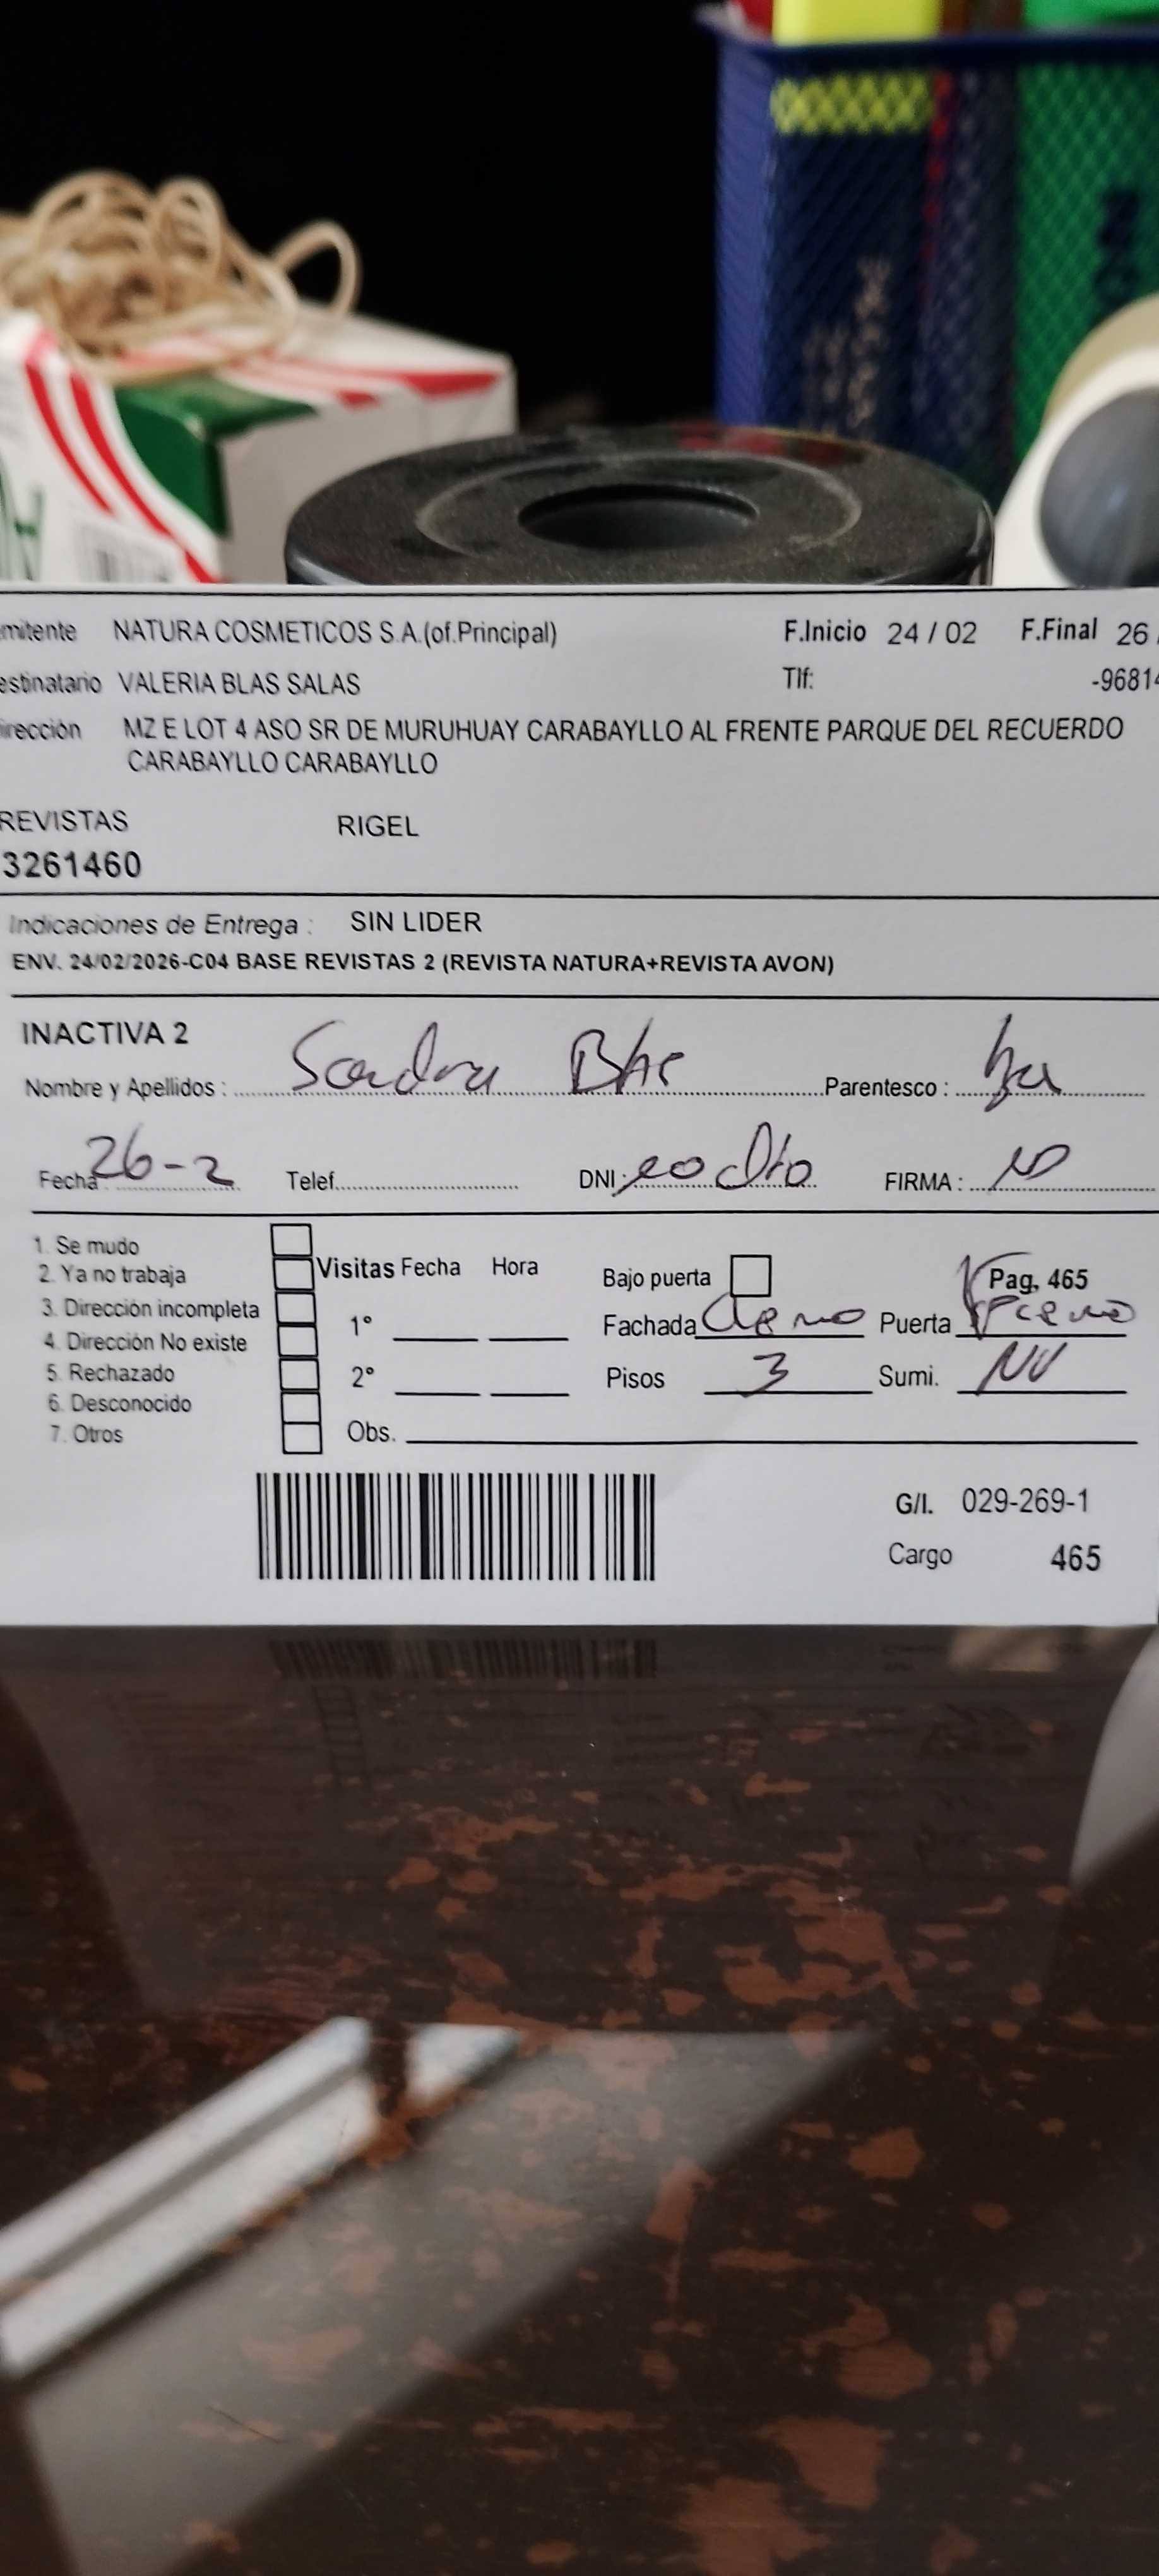 mitente NATURA COSMETICOS S.A.(of.Principal) F.Inicio 24 / 02 F.Final 26
estinatario VALERIA BLAS SALAS Tlf: -96814
irección MZ E LOT 4 ASO SR DE MURUHUAY CARABAYLLO AL FRENTE PARQUE DEL RECUERDO
CARABAYLLO CARABAYLLO
REVISTAS RIGEL
3261460
Indicaciones de Entrega : SIN LIDER
ENV. 24/02/2026-C04 BASE REVISTAS 2 (REVISTA NATURA+REVISTA AVON)
INACTIVA 2
Nombre y Apellidos : Sandra Blas Parentesco :
Fecha 26-2 Telef. DNI: FIRMA :
1. Se mudo
2. Ya no trabaja Visitas Fecha Hora Bajo puerta Pag. 465
3. Dirección incompleta 1° Fachada Puerta
4. Dirección No existe
5. Rechazado 2° Pisos 3 Sumi.
6. Desconocido
7. Otros Obs.
G/I. 029-269-1
Cargo 465